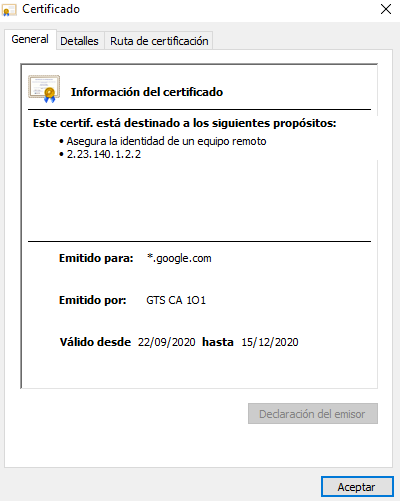 Certificado
General Detalles Ruta de certificación
Información del certificado
Este certif. está destinado a los siguientes propósitos:
• Asegura la identidad de un equipo remoto
• 2.23.140.1.2.2
Emitido para: *.google.com
Emitido por: GTS CA 1O1
Válido desde 22/09/2020 hasta 15/12/2020
Declaración del emisor
Aceptar